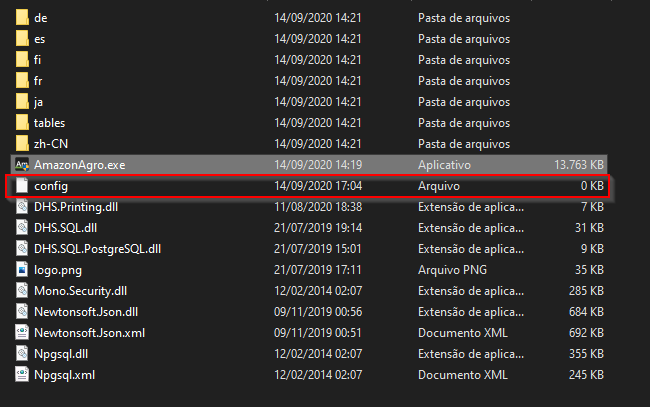 de 14/09/2020 14:21 Pasta de arquivos
es 14/09/2020 14:21 Pasta de arquivos
fi 14/09/2020 14:21 Pasta de arquivos
fr 14/09/2020 14:21 Pasta de arquivos
ja 14/09/2020 14:21 Pasta de arquivos
tables 14/09/2020 14:21 Pasta de arquivos
zh-CN 14/09/2020 14:21 Pasta de arquivos
AmazonAgro.exe 14/09/2020 14:19 Aplicativo 13.763 KB
config 14/09/2020 17:04 Arquivo 0 KB
DHS.Printing.dll 11/08/2020 18:38 Extensão de aplica... 7 KB
DHS.SQL.dll 21/07/2019 19:14 Extensão de aplica... 31 KB
DHS.SQL.PostgreSQL.dll 21/07/2019 15:01 Extensão de aplica... 9 KB
logo.png 21/07/2019 17:11 Arquivo PNG 35 KB
Mono.Security.dll 12/02/2014 02:07 Extensão de aplica... 285 KB
Newtonsoft.Json.dll 09/11/2019 00:56 Extensão de aplica... 684 KB
Newtonsoft.Json.xml 09/11/2019 00:51 Documento XML 692 KB
Npgsql.dll 12/02/2014 02:07 Extensão de aplica... 355 KB
Npgsql.xml 12/02/2014 02:07 Documento XML 245 KB